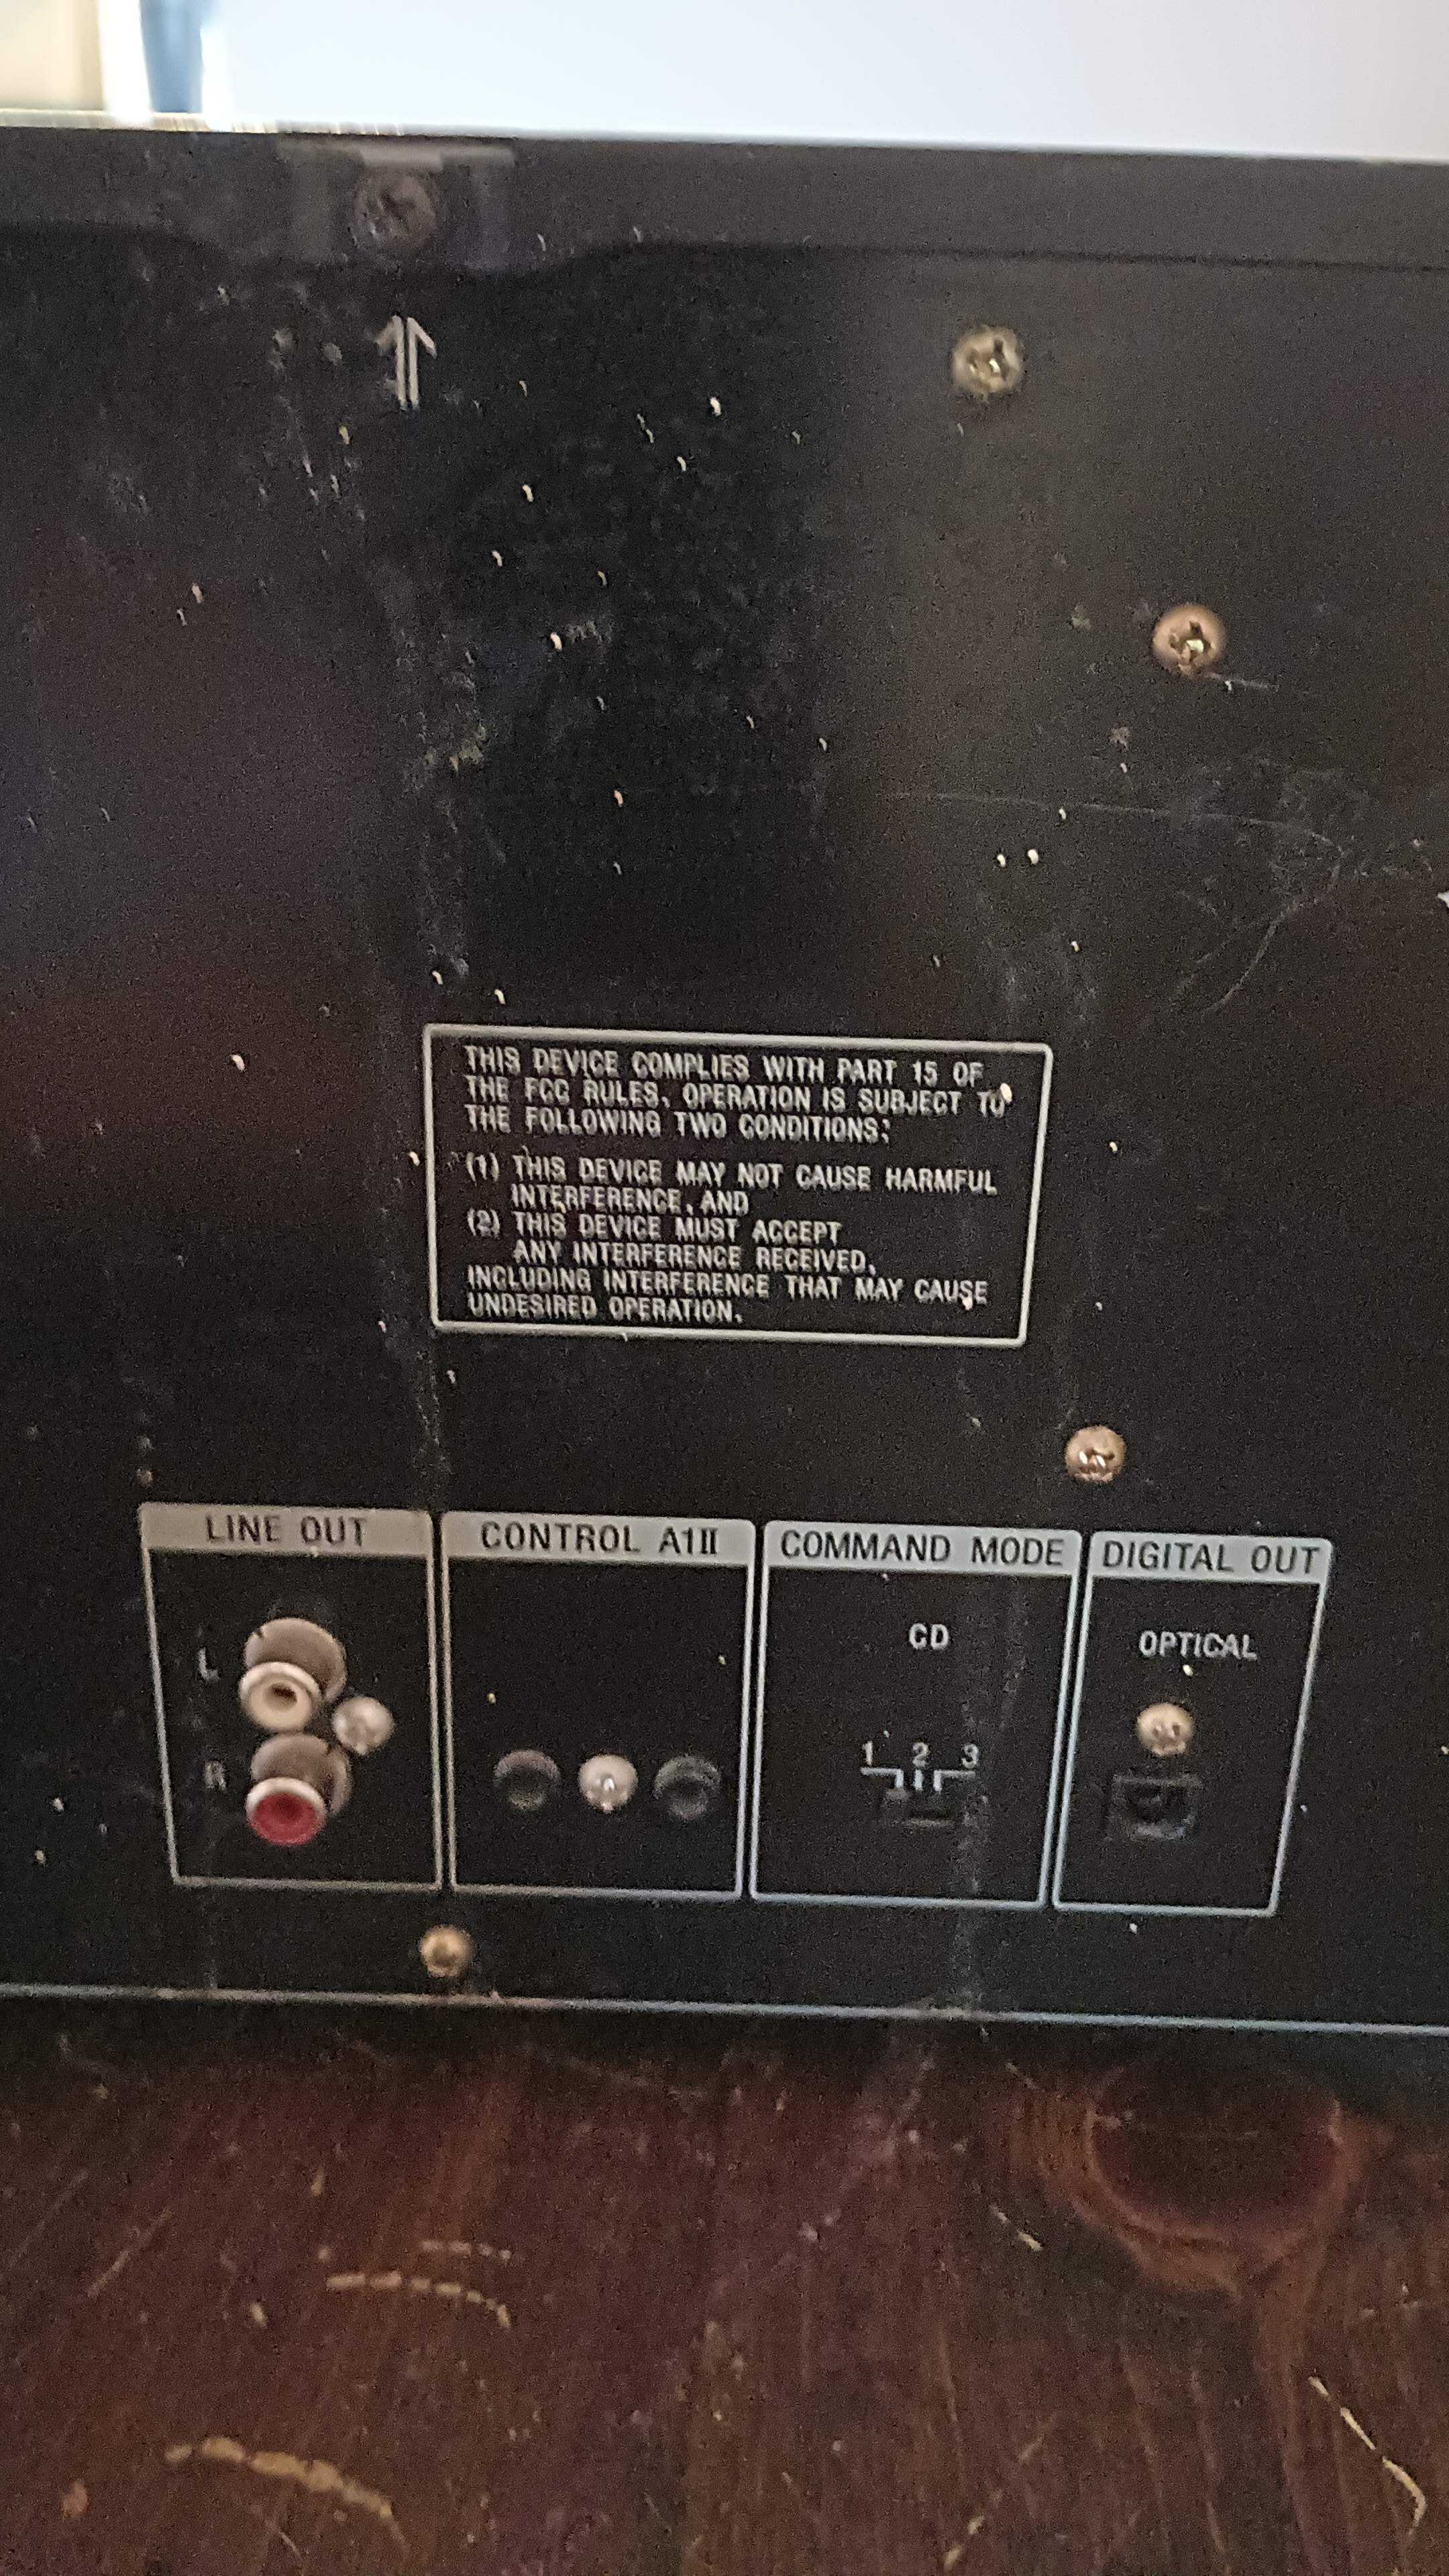 THIS DEVICE COMPLIES WITH PART 15 OF
THE FCC RULES. OPERATION IS SUBJECT TO
THE FOLLOWING TWO CONDITIONS:
(1) THIS DEVICE MAY NOT CAUSE HARMFUL
INTERFERENCE, AND
(2) THIS DEVICE MUST ACCEPT
ANY INTERFERENCE RECEIVED,
INCLUDING INTERFERENCE THAT MAY CAUSE
UNDESIRED OPERATION.
LINE OUT
L
R
CONTROL A1II
COMMAND MODE
CD
1 2 3
DIGITAL OUT
OPTICAL